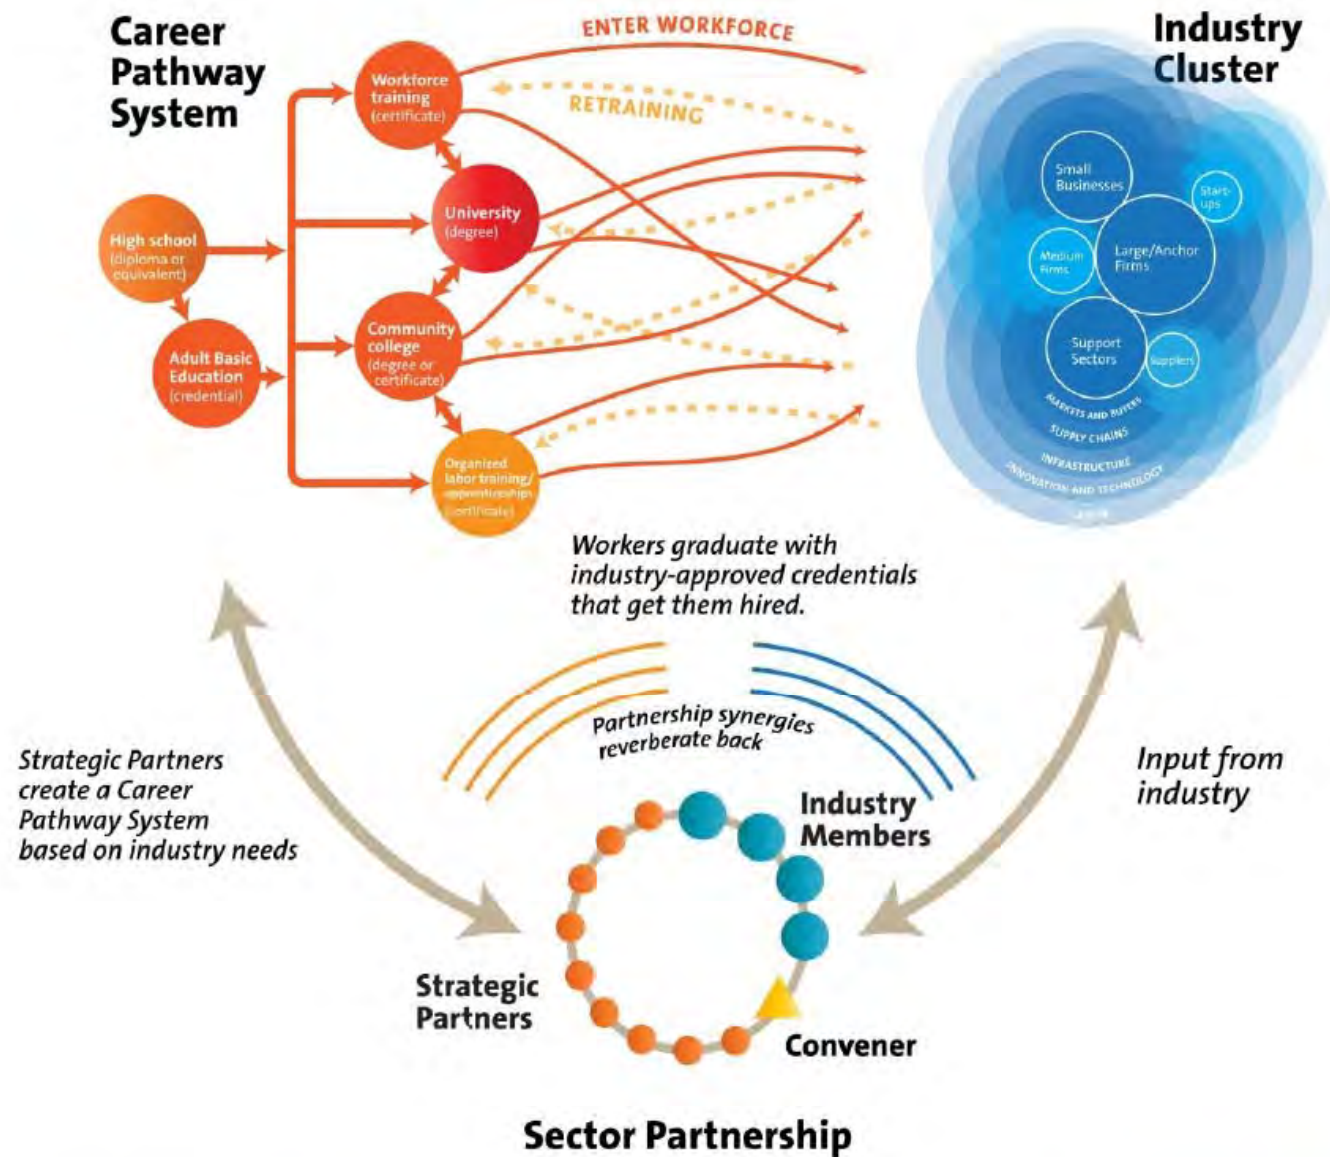 Career
Pathway
System
ENTER WORKFORCE
RETRAINING
Industry
Cluster
Workforce
training
(certificate)
University
(degree)
High school
(diploma or
equivalent)
Adult Basic
Education
(credential)
Community
college
(degree or
certificate)
Organized
labor training/
apprenticeships
(certificate)
Small
Businesses
Start-
ups
Medium
Firms
Large/Anchor
Firms
Support
Sectors
Suppliers
MARKETS AND BUYERS
SUPPLY CHAINS
INFRASTRUCTURE
INNOVATION AND TECHNOLOGY
Workers graduate with
industry-approved credentials
that get them hired.
Partnership synergies
reverberate back
Strategic Partners
create a Career
Pathway System
based on industry needs
Input from
industry
Industry
Members
Strategic
Partners
Convener
Sector Partnership